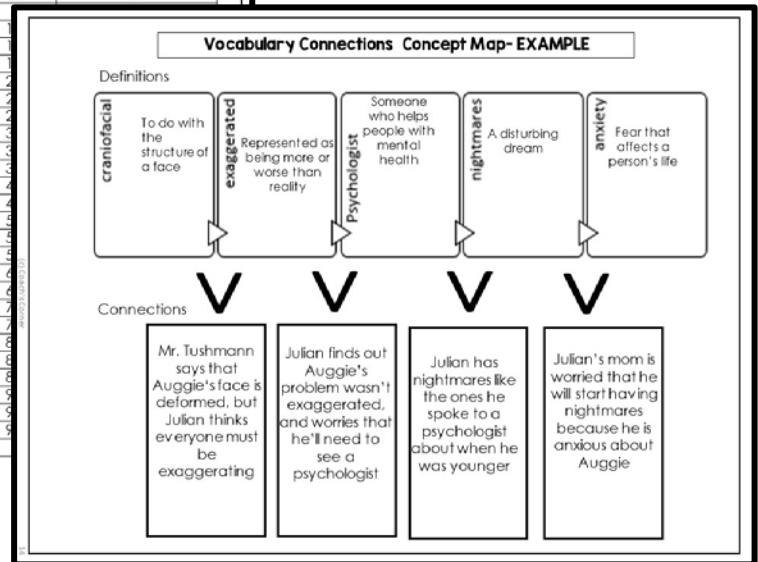 Vocabulary Connections Concept Map- EXAMPLE
Definitions
craniofacial
To do with
the
structure of
a face
exaggerated
Represented as
being more or
worse than
reality
Psychologist
Someone
who helps
people with
mental
health
nightmares
A disturbing
dream
anxiety
Fear that
affects a
person's life
Connections
Mr. Tushmann
says that
Auggie's face is
deformed, but
Julian thinks
everyone must
be
exaggerating
Julian finds out
Auggie's
problem wasn't
exaggerated,
and worries that
he'll need to
see a
psychologist
Julian has
nightmares like
the ones he
spoke to a
psychologist
about when he
was younger
Julian's mom is
worried that he
will start having
nightmares
because he is
anxious about
Auggie
14